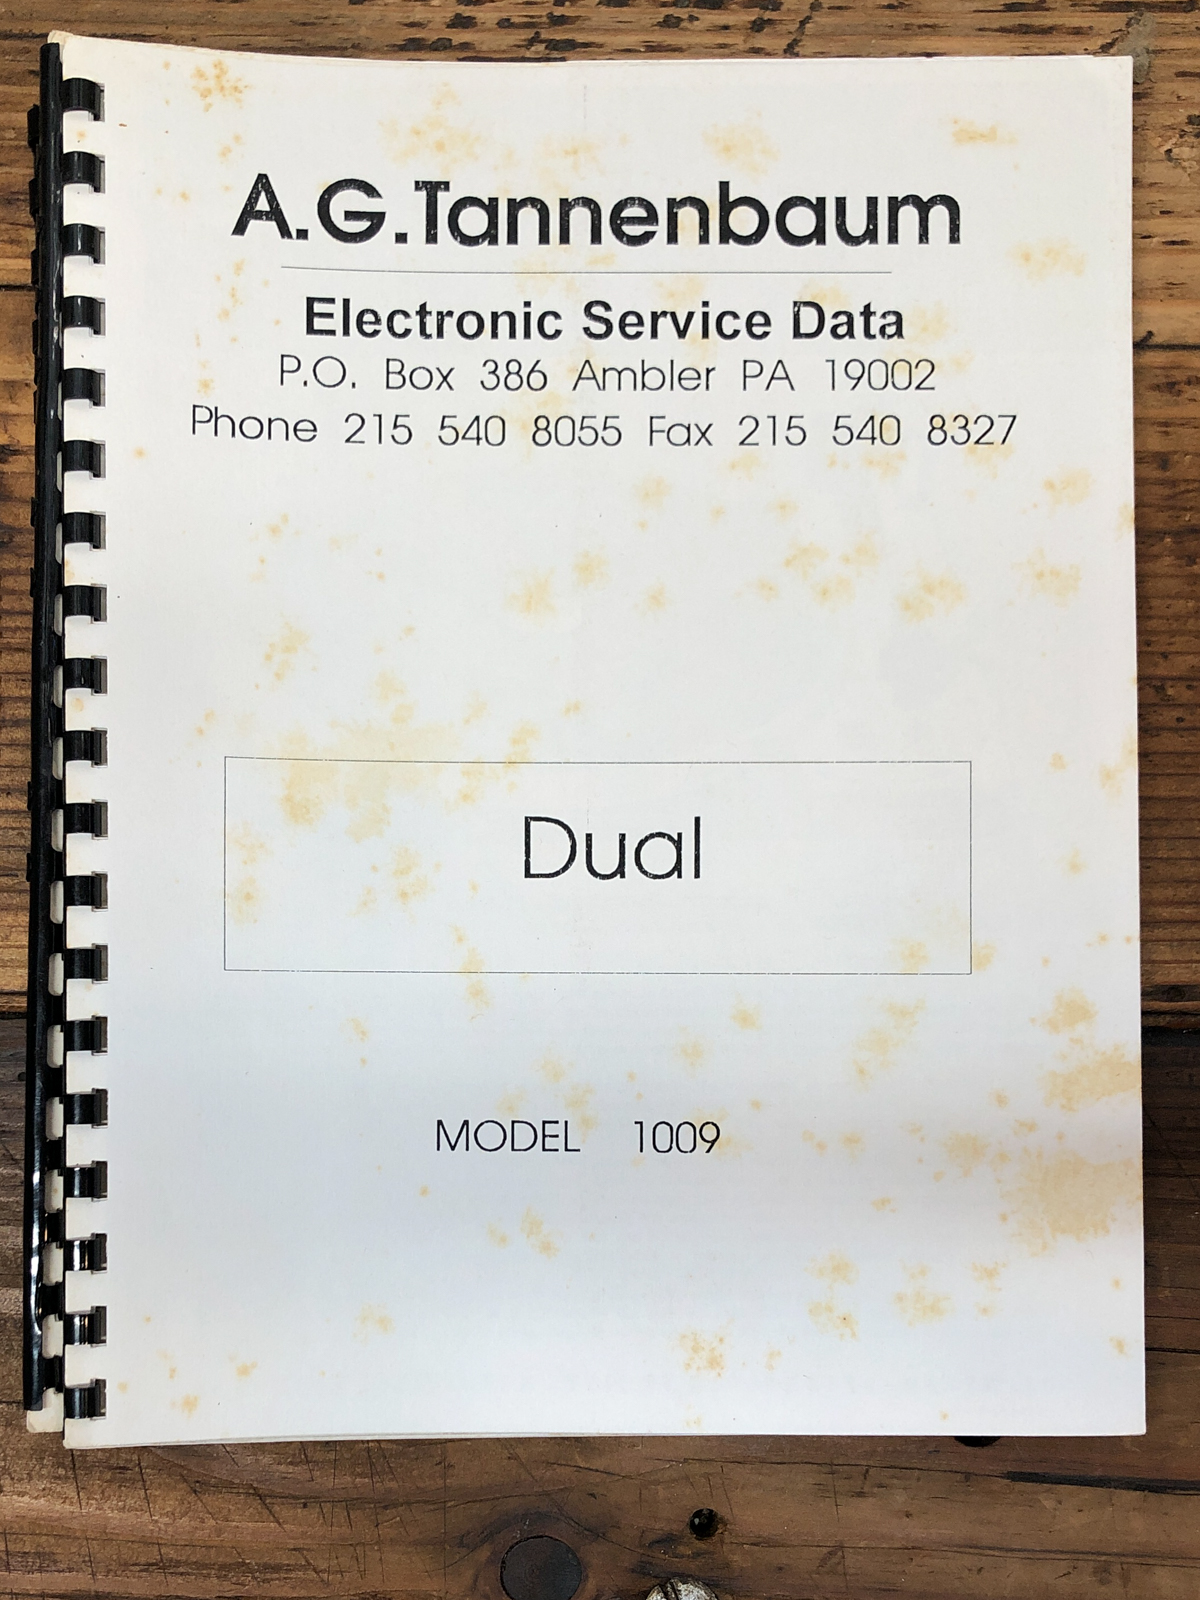 A.G.Tannenbaum
Electronic Service Data
P.O. Box 386 Ambler PA 19002
Phone 215 540 8055 Fax 215 540 8327
Dual
MODEL 1009